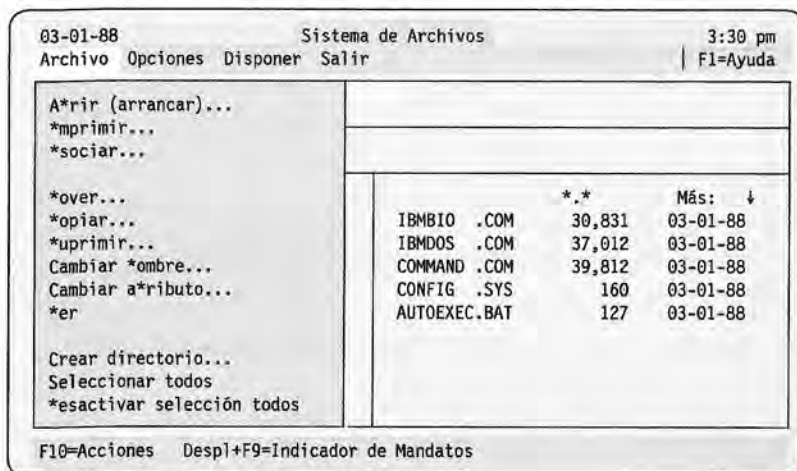 03-01-88 Sistema de Archivos 3:30 pm
Archivo Opciones Disponer Salir | F1=Ayuda
A*rir (arrancar)...
*mprimir...
*sociar...
*over...
*opiar...
*uprimir...
Cambiar *ombre...
Cambiar a*ributo...
*er
Crear directorio...
Seleccionar todos
*esactivar selección todos
*.* Más: ↓
IBMBIO .COM 30,831 03-01-88
IBMDOS .COM 37,012 03-01-88
COMMAND .COM 39,812 03-01-88
CONFIG .SYS 160 03-01-88
AUTOEXEC.BAT 127 03-01-88
F10=Acciones Despl+F9=Indicador de Mandatos